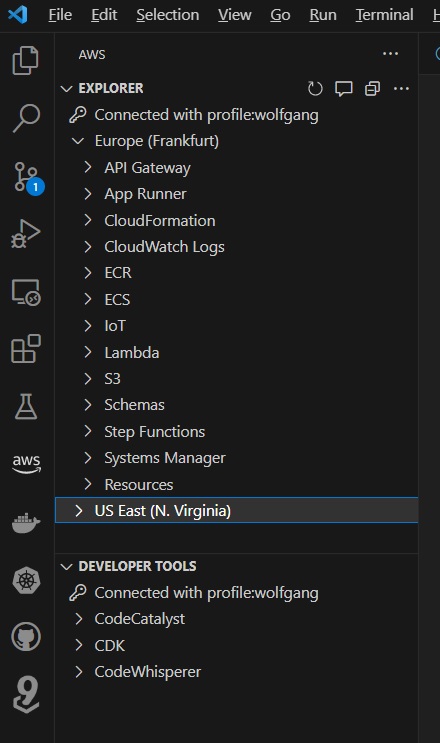 File Edit Selection View Go Run Terminal H
AWS
EXPLORER
Connected with profile:wolfgang
Europe (Frankfurt)
API Gateway
App Runner
CloudFormation
CloudWatch Logs
ECR
ECS
IoT
Lambda
S3
Schemas
Step Functions
Systems Manager
Resources
US East (N. Virginia)
DEVELOPER TOOLS
Connected with profile:wolfgang
CodeCatalyst
CDK
CodeWhisperer
1
aws